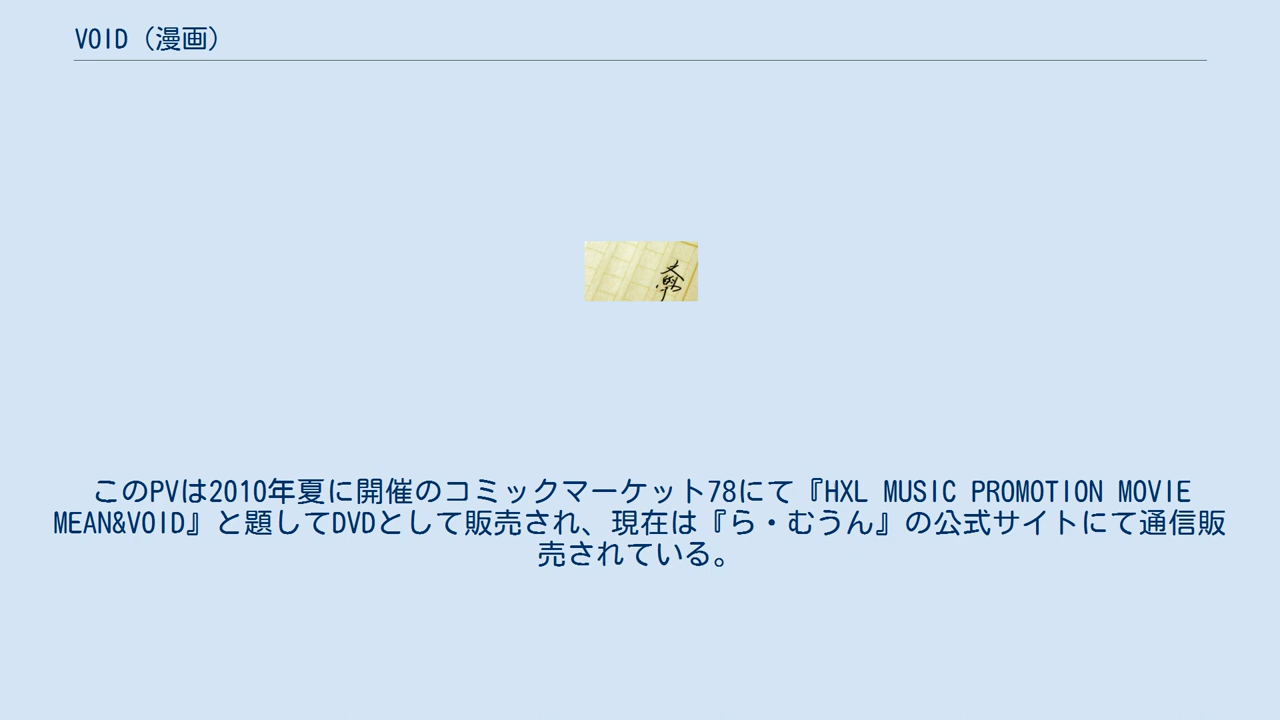 VOID（漫画）
このPVは2010年夏に開催のコミックマーケット78にて『HXL MUSIC PROMOTION MOVIE
MEAN&VOID』と題してDVDとして販売され、現在は『ら・むうん』の公式サイトにて通信販
売されている。